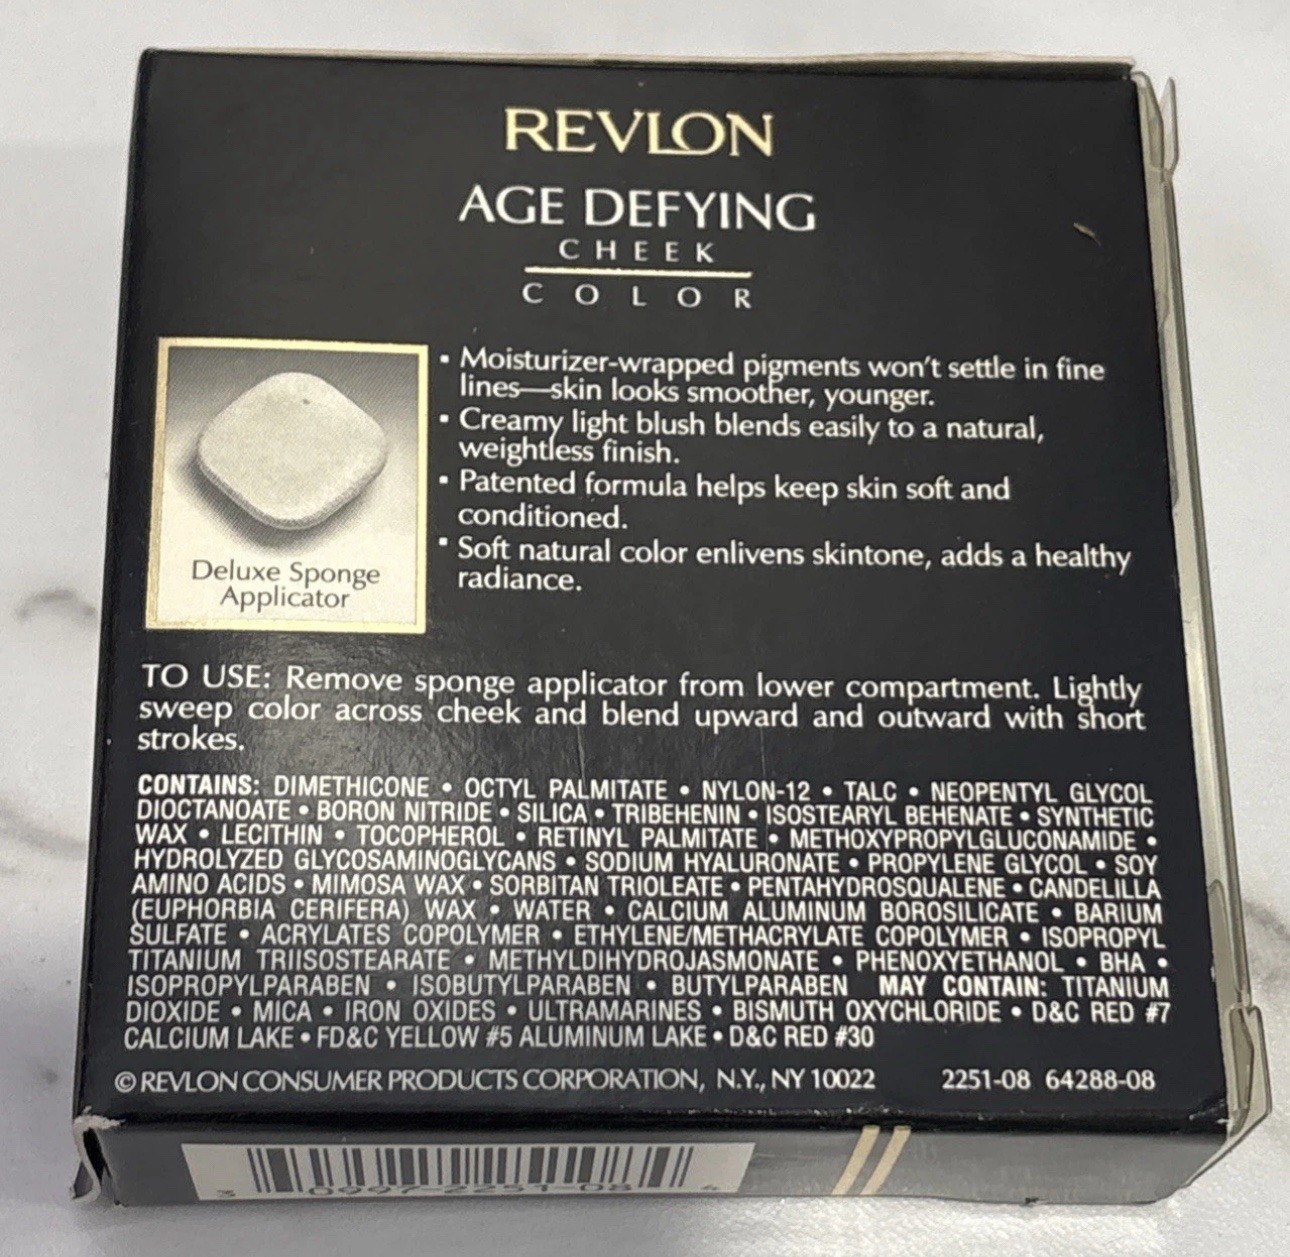 REVLON
AGE DEFYING
CHEEK
COLOR
▪ Moisturizer-wrapped pigments won't settle in fine
lines—skin looks smoother, younger.
▪ Creamy light blush blends easily to a natural,
weightless finish.
▪ Patented formula helps keep skin soft and
conditioned.
▪ Soft natural color enlivens skintone, adds a healthy
radiance.
Deluxe Sponge
Applicator
TO USE: Remove sponge applicator from lower compartment. Lightly
sweep color across cheek and blend upward and outward with short
strokes.
CONTAINS: DIMETHICONE • OCTYL PALMITATE • NYLON-12 • TALC • NEOPENTYL GLYCOL
DIOCTANOATE • BORON NITRIDE • SILICA • TRIBEHENIN • ISOSTEARYL BEHENATE • SYNTHETIC
WAX • LECITHIN • TOCOPHEROL • RETINYL PALMITATE • METHOXYPROPYLGLUCONAMIDE •
HYDROLYZED GLYCOSAMINOGLYCANS • SODIUM HYALURONATE • PROPYLENE GLYCOL • SOY
AMINO ACIDS • MIMOSA WAX • SORBITAN TRIOLEATE • PENTAHYDROSQUALENE • CANDELILLA
(EUPHORBIA CERIFERA) WAX • WATER • CALCIUM ALUMINUM BOROSILICATE • BARIUM
SULFATE • ACRYLATES COPOLYMER • ETHYLENE/METHACRYLATE COPOLYMER • ISOPROPYL
TITANIUM TRIISOSTEARATE • METHYLDIHYDROJASMONATE • PHENOXYETHANOL • BHA •
ISOPROPYLPARABEN • ISOBUTYLPARABEN • BUTYLPARABEN MAY CONTAIN: TITANIUM
DIOXIDE • MICA • IRON OXIDES • ULTRAMARINES • BISMUTH OXYCHLORIDE • D&C RED #7
CALCIUM LAKE • FD&C YELLOW #5 ALUMINUM LAKE • D&C RED #30
© REVLON CONSUMER PRODUCTS CORPORATION, N.Y., NY 10022 2251-08 64288-08
3 0997-2251-08 4